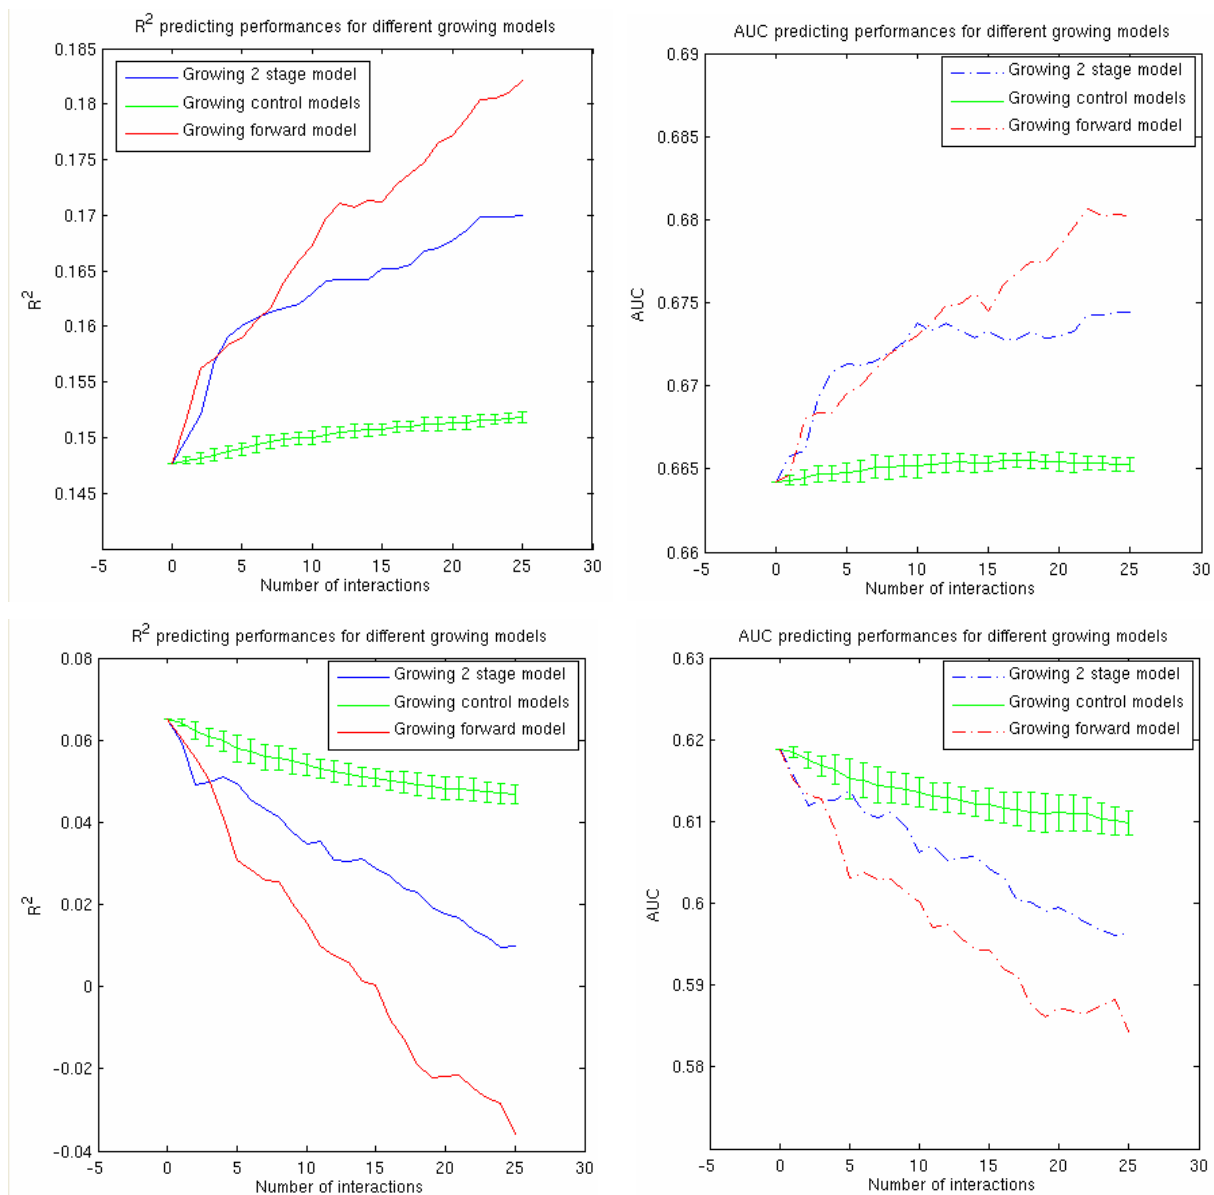 R² predicting performances for different growing models
0.185
0.18
0.175
0.17
0.165
0.16
0.155
0.15
0.145
R²
Growing 2 stage model
Growing control models
Growing forward model
-5 0 5 10 15 20 25 30
Number of interactions
AUC predicting performances for different growing models
0.69
0.685
0.68
0.675
0.67
0.665
0.66
AUC
Growing 2 stage model
Growing control models
Growing forward model
-5 0 5 10 15 20 25 30
Number of interactions
R² predicting performances for different growing models
0.08
0.06
0.04
0.02
0
-0.02
-0.04
R²
Growing 2 stage model
Growing control models
Growing forward model
-5 0 5 10 15 20 25 30
Number of interactions
AUC predicting performances for different growing models
0.63
0.62
0.61
0.6
0.59
0.58
AUC
Growing 2 stage model
Growing control models
Growing forward model
-5 0 5 10 15 20 25 30
Number of interactions